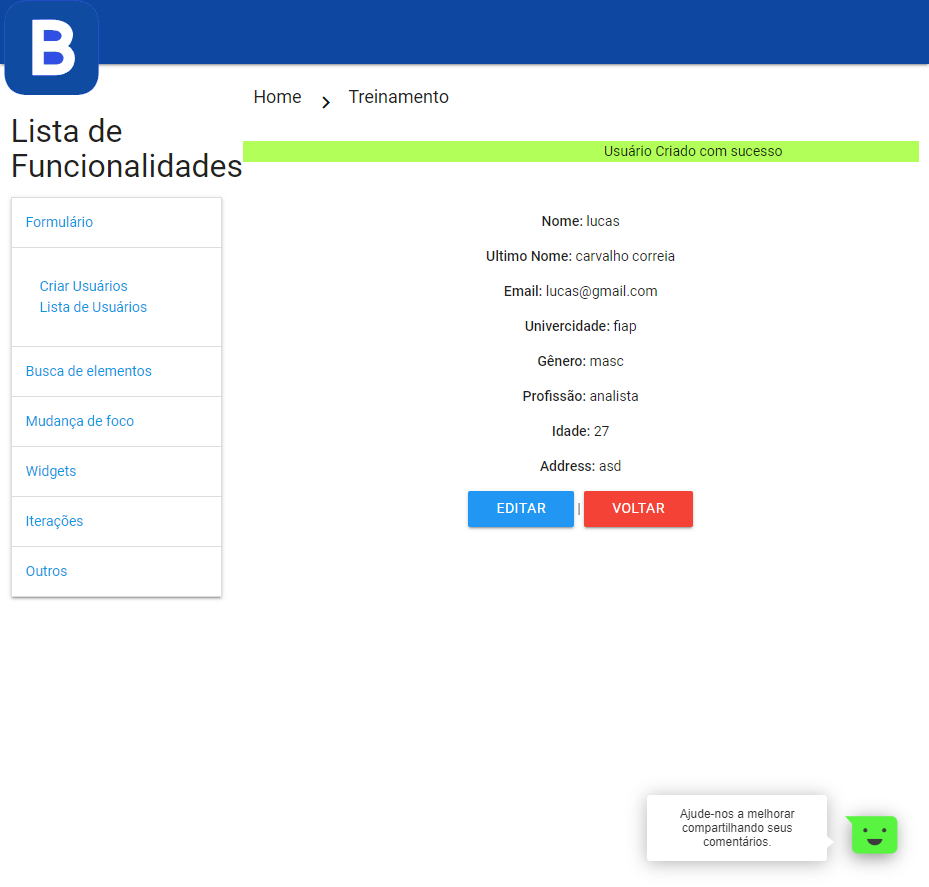 B
Home
Treinamento
Lista de
Funcionalidades
Usuário Criado com sucesso
Formulário
Criar Usuários
Lista de Usuários
Busca de elementos
Mudança de foco
Widgets
Iterações
Outros
Nome: lucas
Ultimo Nome: carvalho correia
Email: lucas@gmail.com
Univercidade: fiap
Gênero: masc
Profissão: analista
Idade: 27
Address: asd
EDITAR | VOLTAR
Ajude-nos a melhorar
compartilhando seus
comentários.